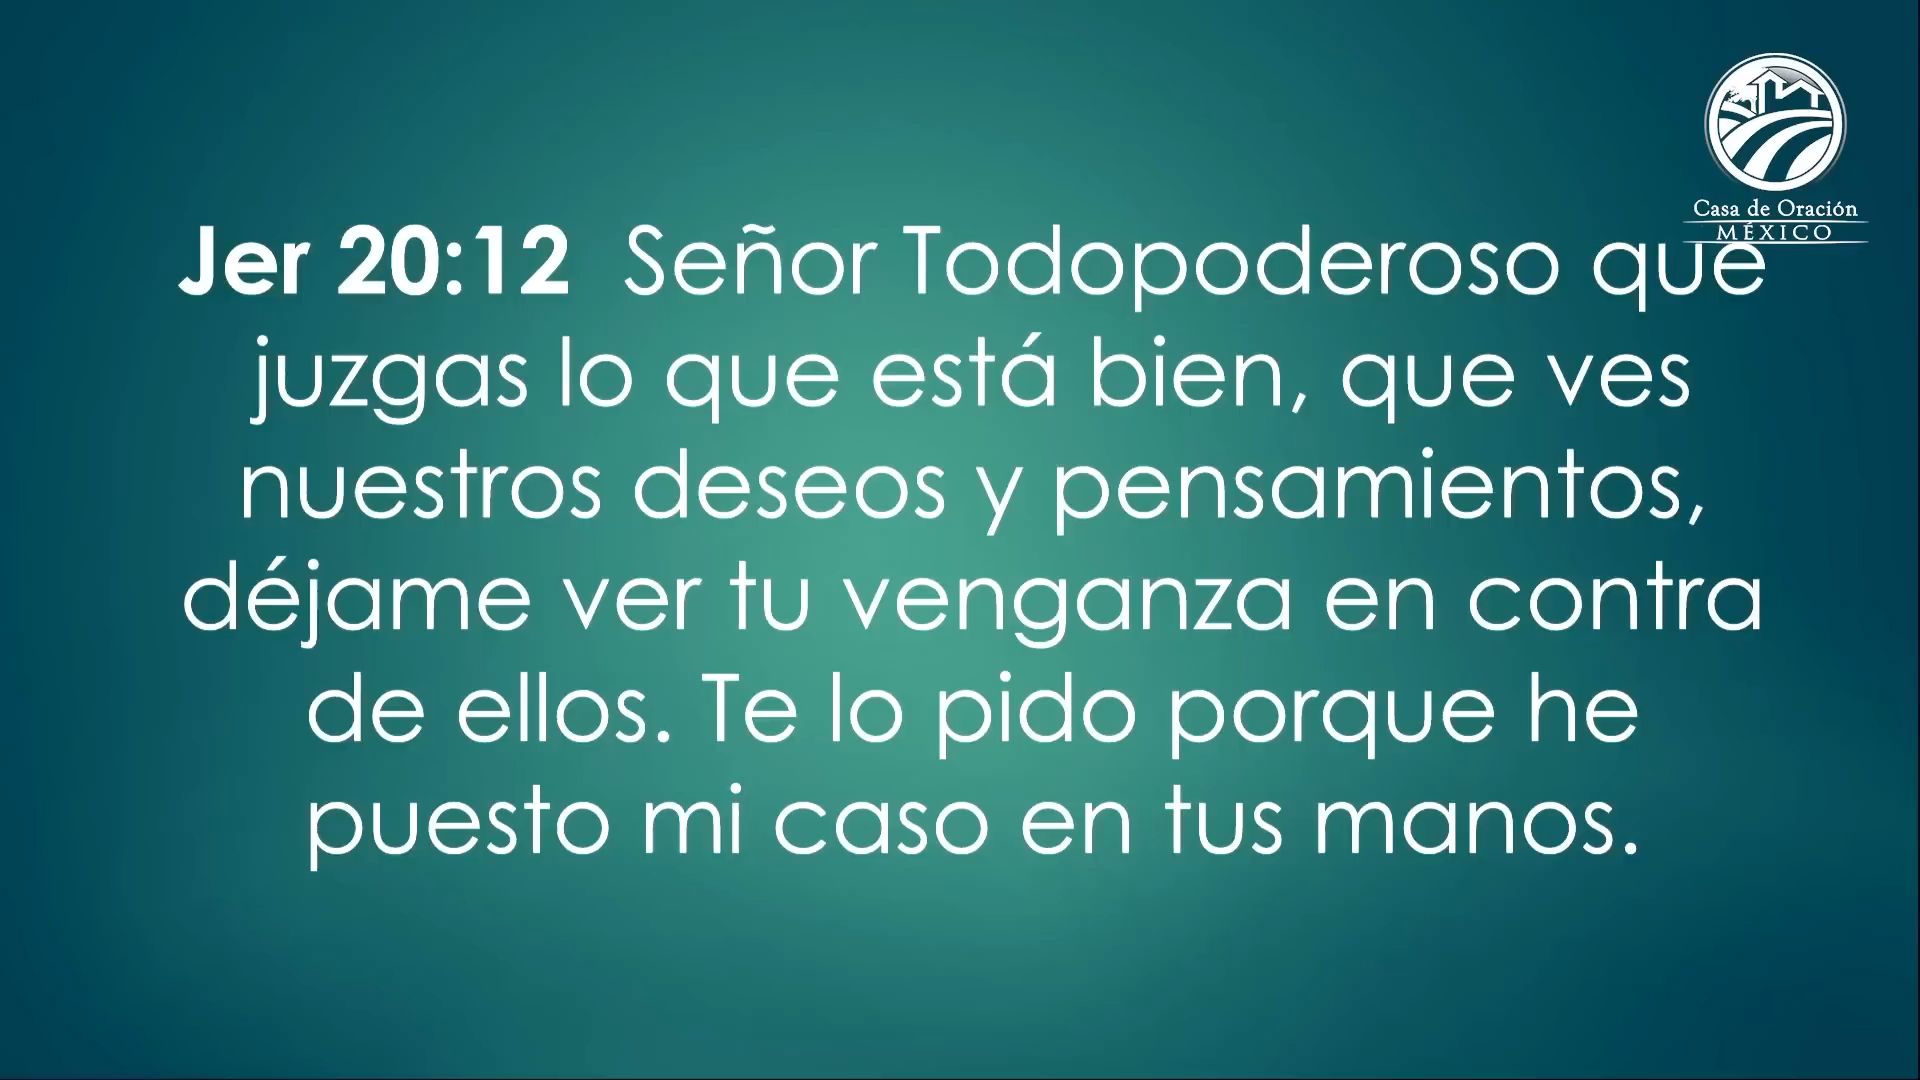 Casa de Oración
MÉXICO
Jer 20:12 Señor Todopoderoso que
juzgas lo que está bien, que ves
nuestros deseos y pensamientos,
déjame ver tu venganza en contra
de ellos. Te lo pido porque he
puesto mi caso en tus manos.